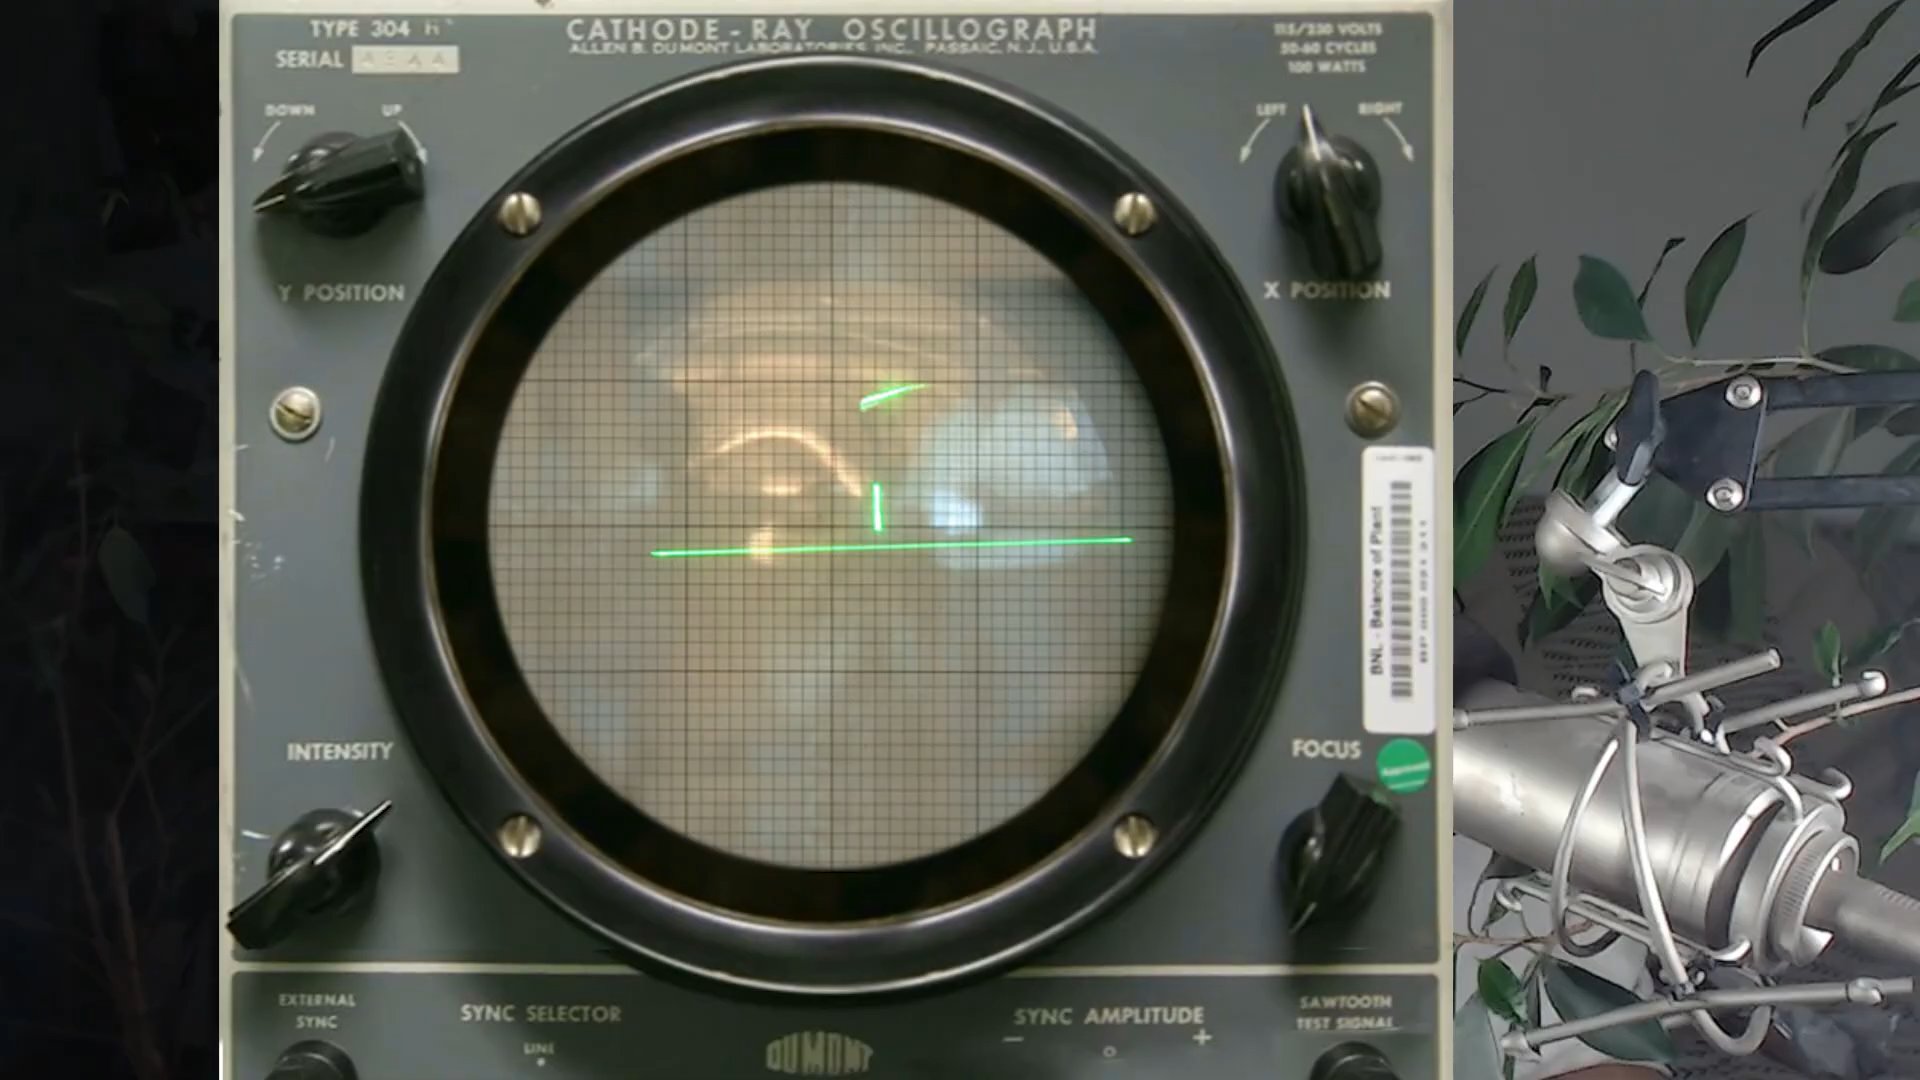 TYPE 304 H
CATHODE-RAY OSCILLOGRAPH
115/230 VOLTS
SERIAL
ALLEN B. DU MONT LABORATORIES, INC., PASSAIC, N. J., U.S.A.
50-60 CYCLES
100 WATTS
DOWN
UP
LEFT
RIGHT
Y POSITION
X POSITION
BNL - Balance of Plant
INTENSITY
FOCUS
EXTERNAL
SYNC
SYNC SELECTOR
LINE
DUMONT
SYNC AMPLITUDE
SAWTOOTH
TEST SIGNAL